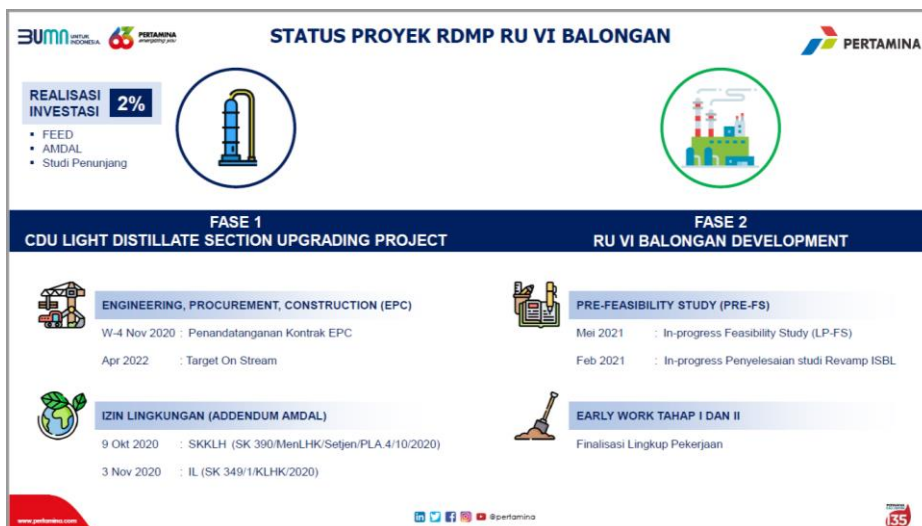 BUMN UNTUK INDONESIA
63 PERTAMINA
energizing you
STATUS PROYEK RDMP RU VI BALONGAN
PERTAMINA
REALISASI INVESTASI 2%
▪ FEED
▪ AMDAL
▪ Studi Penunjang
FASE 1
CDU LIGHT DISTILLATE SECTION UPGRADING PROJECT
ENGINEERING, PROCUREMENT, CONSTRUCTION (EPC)
W-4 Nov 2020 : Penandatanganan Kontrak EPC
Apr 2022 : Target On Stream
IZIN LINGKUNGAN (ADDENDUM AMDAL)
9 Okt 2020 : SKKLH (SK 390/MenLHK/Setjen/PLA.4/10/2020)
3 Nov 2020 : IL (SK 349/1/KLHK/2020)
FASE 2
RU VI BALONGAN DEVELOPMENT
PRE-FEASIBILITY STUDY (PRE-FS)
Mei 2021 : In-progress Feasibility Study (LP-FS)
Feb 2021 : In-progress Penyelesaian studi Revamp ISBL
EARLY WORK TAHAP I DAN II
Finalisasi Lingkup Pekerjaan
www.pertamina.com
@pertamina
PERTAMINA
135